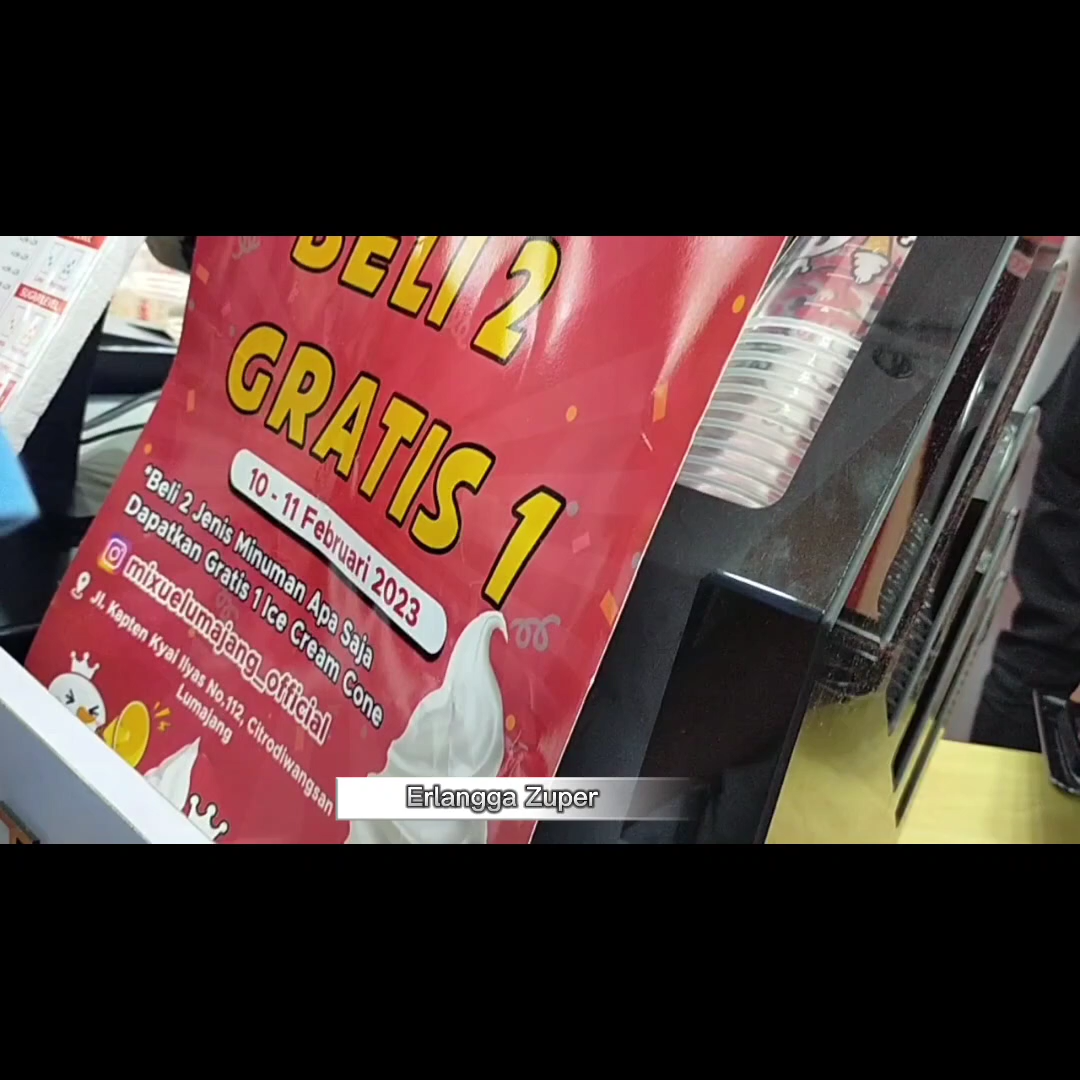 BELI 2
GRATIS 1
10 - 11 Februari 2023
*Beli 2 Jenis Minuman Apa Saja
Dapatkan Gratis 1 Ice Cream Cone
mixuelumajang_official
Jl. Kapten Kyai Ilyas No.112, Citrodiwangsan
Lumajang
Erlangga Zuper